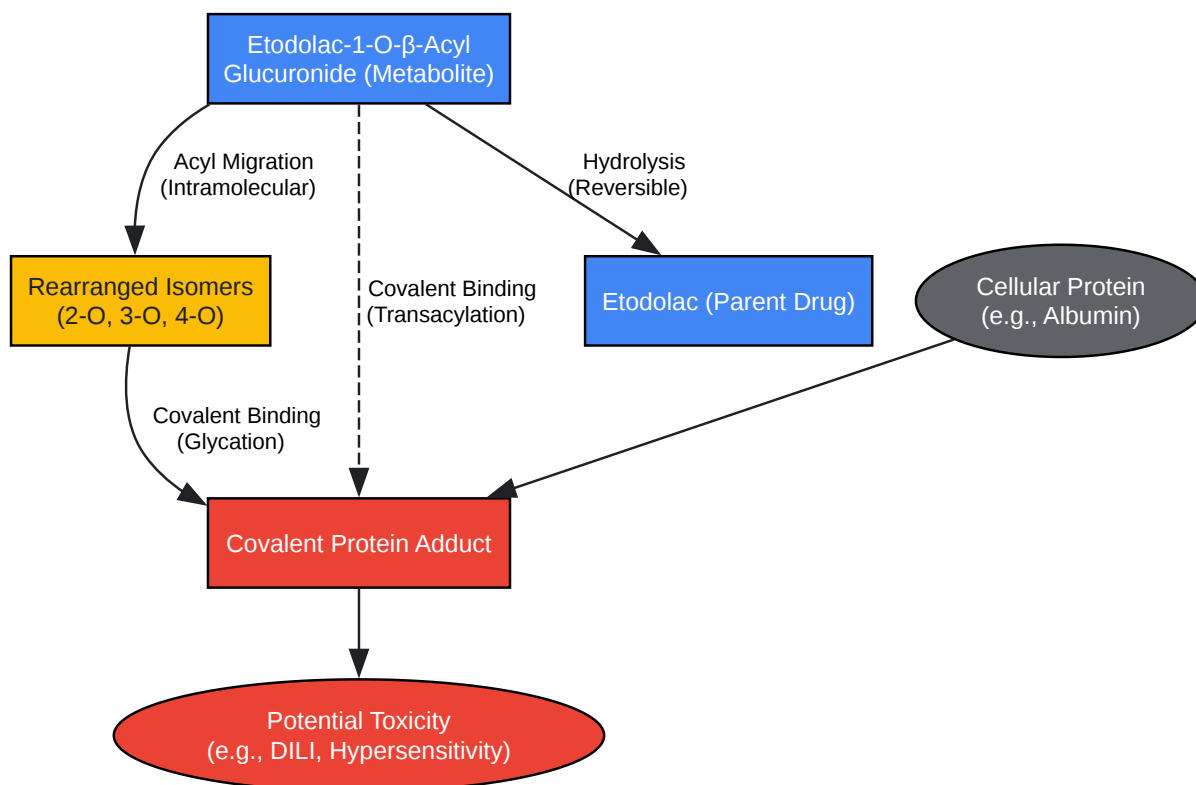 Etodolac-1-O-β-Acyl
Glucuronide (Metabolite)
Acyl Migration
(Intramolecular)
Hydrolysis
(Reversible)
Rearranged Isomers
(2-O, 3-O, 4-O)
Covalent Binding
(Transacylation)
Etodolac (Parent Drug)
Cellular Protein
(e.g., Albumin)
Covalent Binding
(Glycation)
Covalent Protein Adduct
Potential Toxicity
(e.g., DILI, Hypersensitivity)